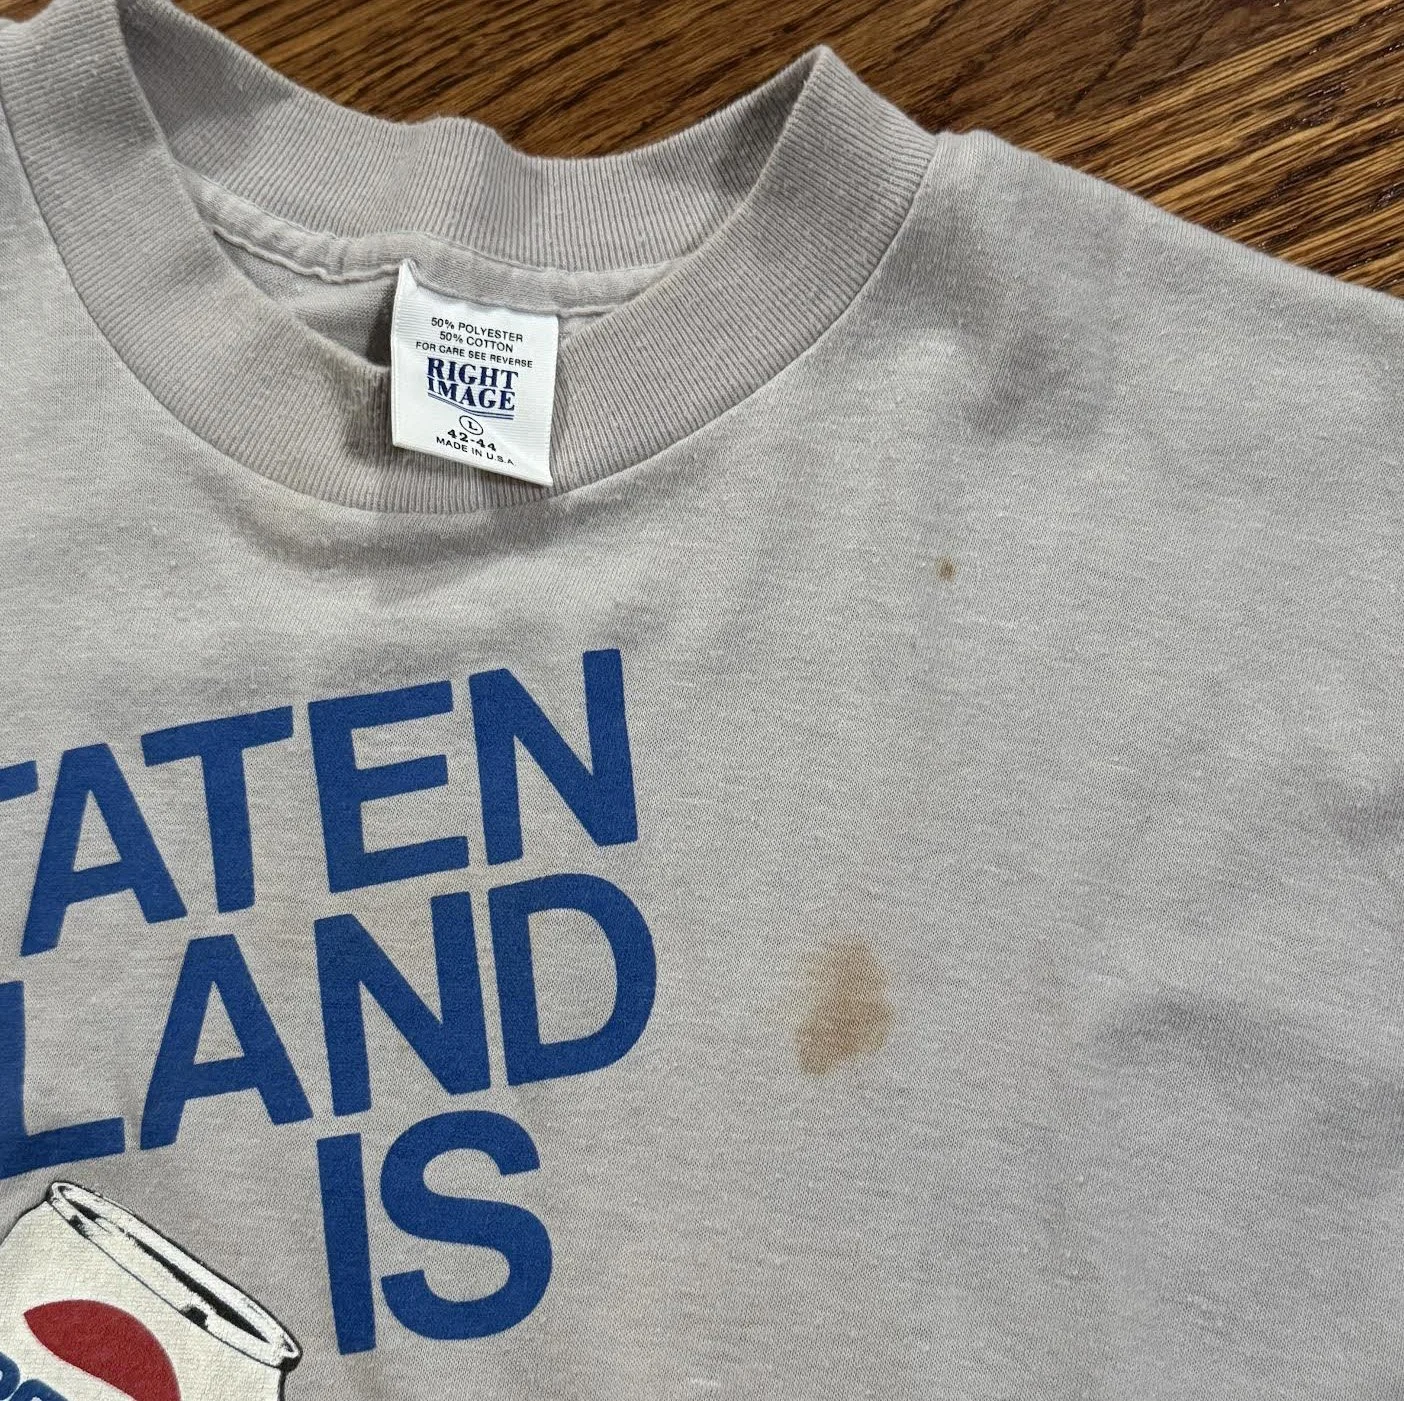 50% POLYESTER
50% COTTON
FOR CARE SEE REVERSE
RIGHT
IMAGE
L
42-44
MADE IN U.S.A.
TATEN
LAND
IS